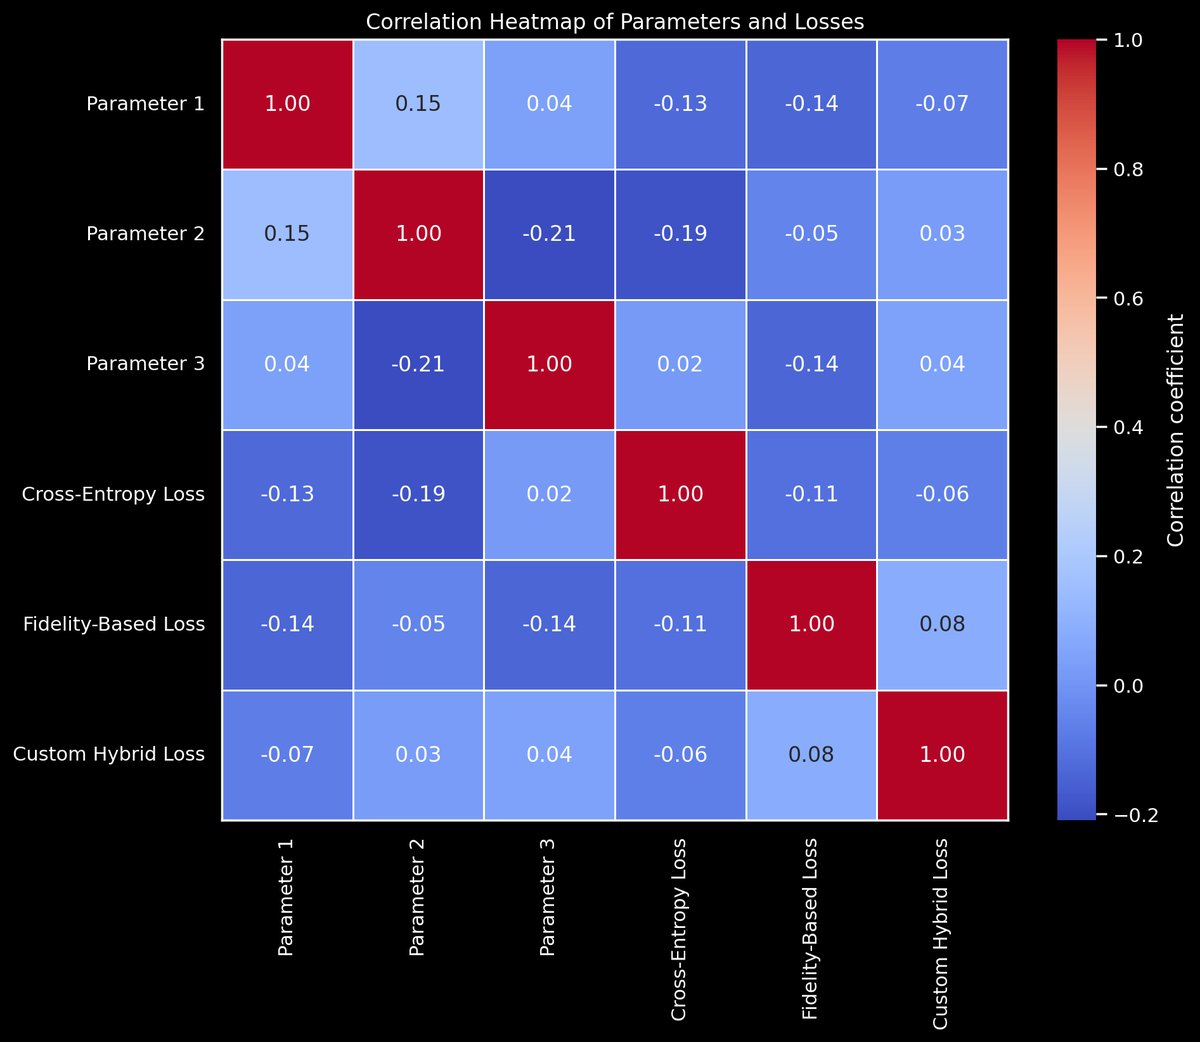 Correlation Heatmap of Parameters and Losses
Parameter 1 1.00 0.15 0.04 -0.13 -0.14 -0.07
Parameter 2 0.15 1.00 -0.21 -0.19 -0.05 0.03
Parameter 3 0.04 -0.21 1.00 0.02 -0.14 0.04
Cross-Entropy Loss -0.13 -0.19 0.02 1.00 -0.11 -0.06
Fidelity-Based Loss -0.14 -0.05 -0.14 -0.11 1.00 0.08
Custom Hybrid Loss -0.07 0.03 0.04 -0.06 0.08 1.00
Parameter 1
Parameter 2
Parameter 3
Cross-Entropy Loss
Fidelity-Based Loss
Custom Hybrid Loss
1.0
0.8
0.6
0.4
0.2
0.0
−0.2
Correlation coefficient